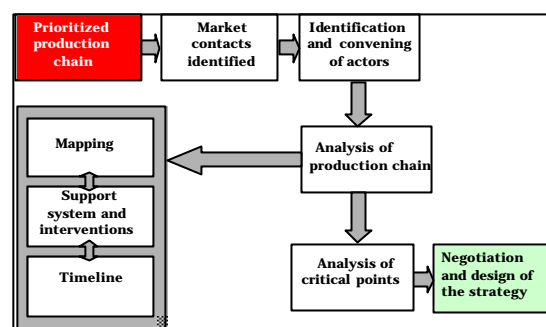 Prioritized
production
chain
Market
contacts
identified
Identification
and convening
of actors
Mapping
Support
system and
interventions
Timeline
Analysis of
production chain
Analysis of
critical points
Negotiation
and design of
the strategy